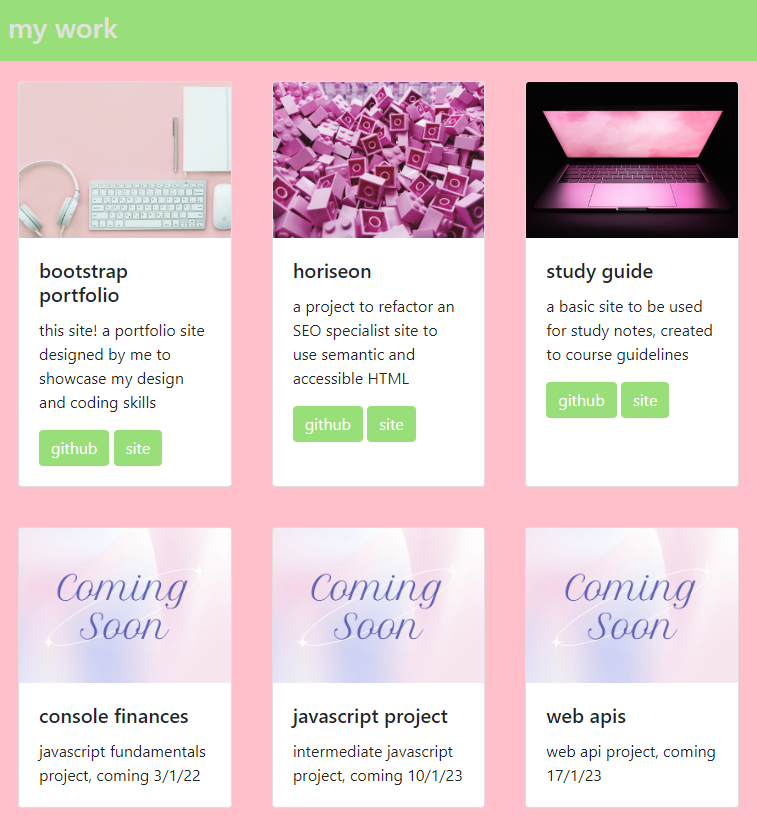 my work
bootstrap
portfolio
this site! a portfolio site
designed by me to
showcase my design
and coding skills
github site
horiseon
a project to refactor an
SEO specialist site to
use semantic and
accessible HTML
github site
study guide
a basic site to be used
for study notes, created
to course guidelines
github site
Coming
Soon
console finances
javascript fundamentals
project, coming 3/1/22
Coming
Soon
javascript project
intermediate javascript
project, coming 10/1/23
Coming
Soon
web apis
web api project, coming
17/1/23